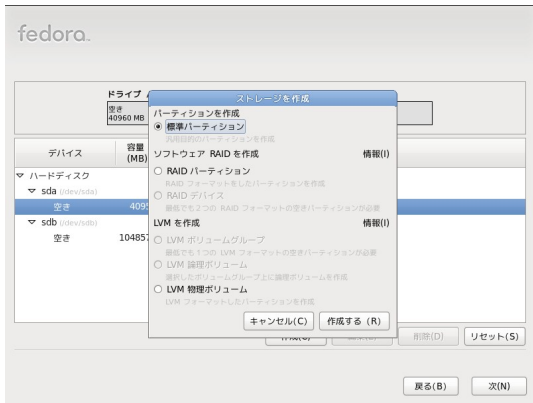 fedora.
ドライブ
空き
40960 MB
ストレージを作成
パーティションを作成
標準パーティション
汎用目的のパーティションを作成
ソフトウェア RAID を作成 情報(I)
RAID パーティション
RAID フォーマットをしたパーティションを作成
RAID デバイス
最低でも2つの RAID フォーマットの空きパーティションが必要
LVM を作成 情報(I)
LVM ボリュームグループ
最低でも1つの LVM フォーマットの空きパーティションが必要
LVM 論理ボリューム
選択したボリュームグループ上に論理ボリュームを作成
LVM 物理ボリューム
LVM フォーマットしたパーティションを作成
キャンセル(C) 作成する (R)
デバイス 容量
(MB)
ハードディスク
sda (/dev/sda)
空き 4095
sdb (/dev/sdb)
空き 104857
削除(D) リセット(S)
戻る(B) 次(N)